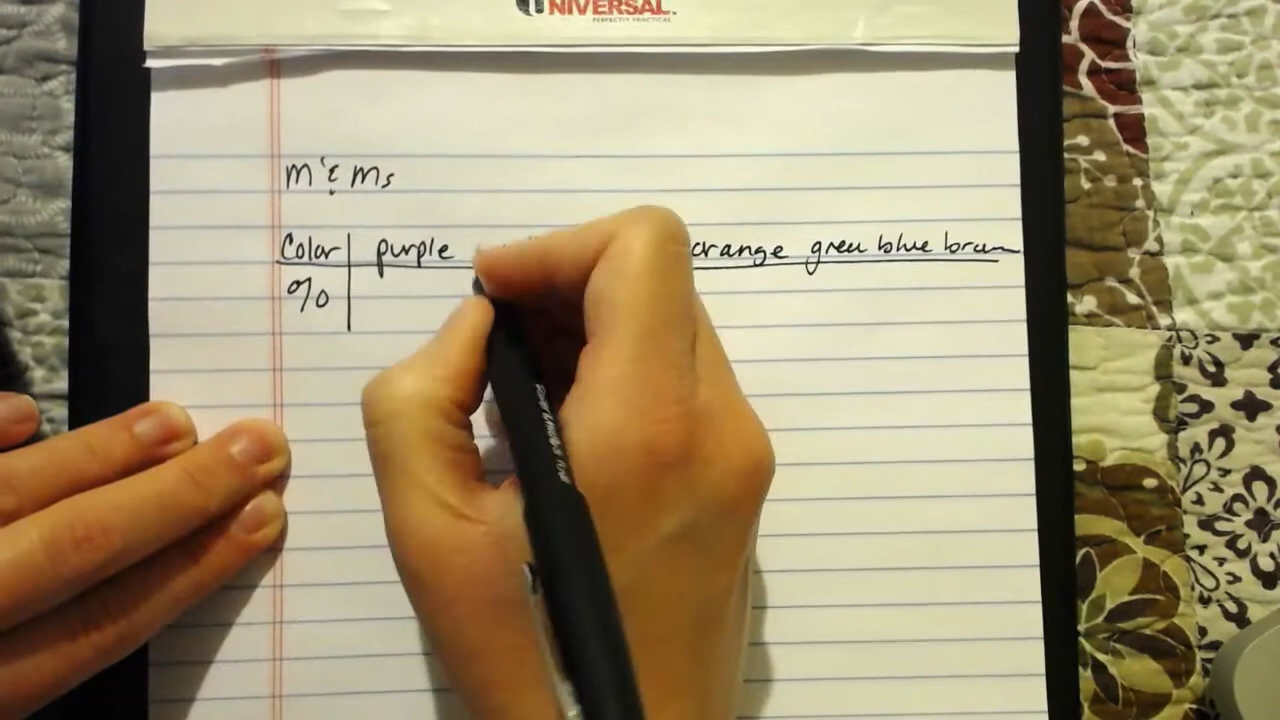 UNIVERSAL
PERFECTLY PRACTICAL
M & Ms
Color purple orange green blue brown
%